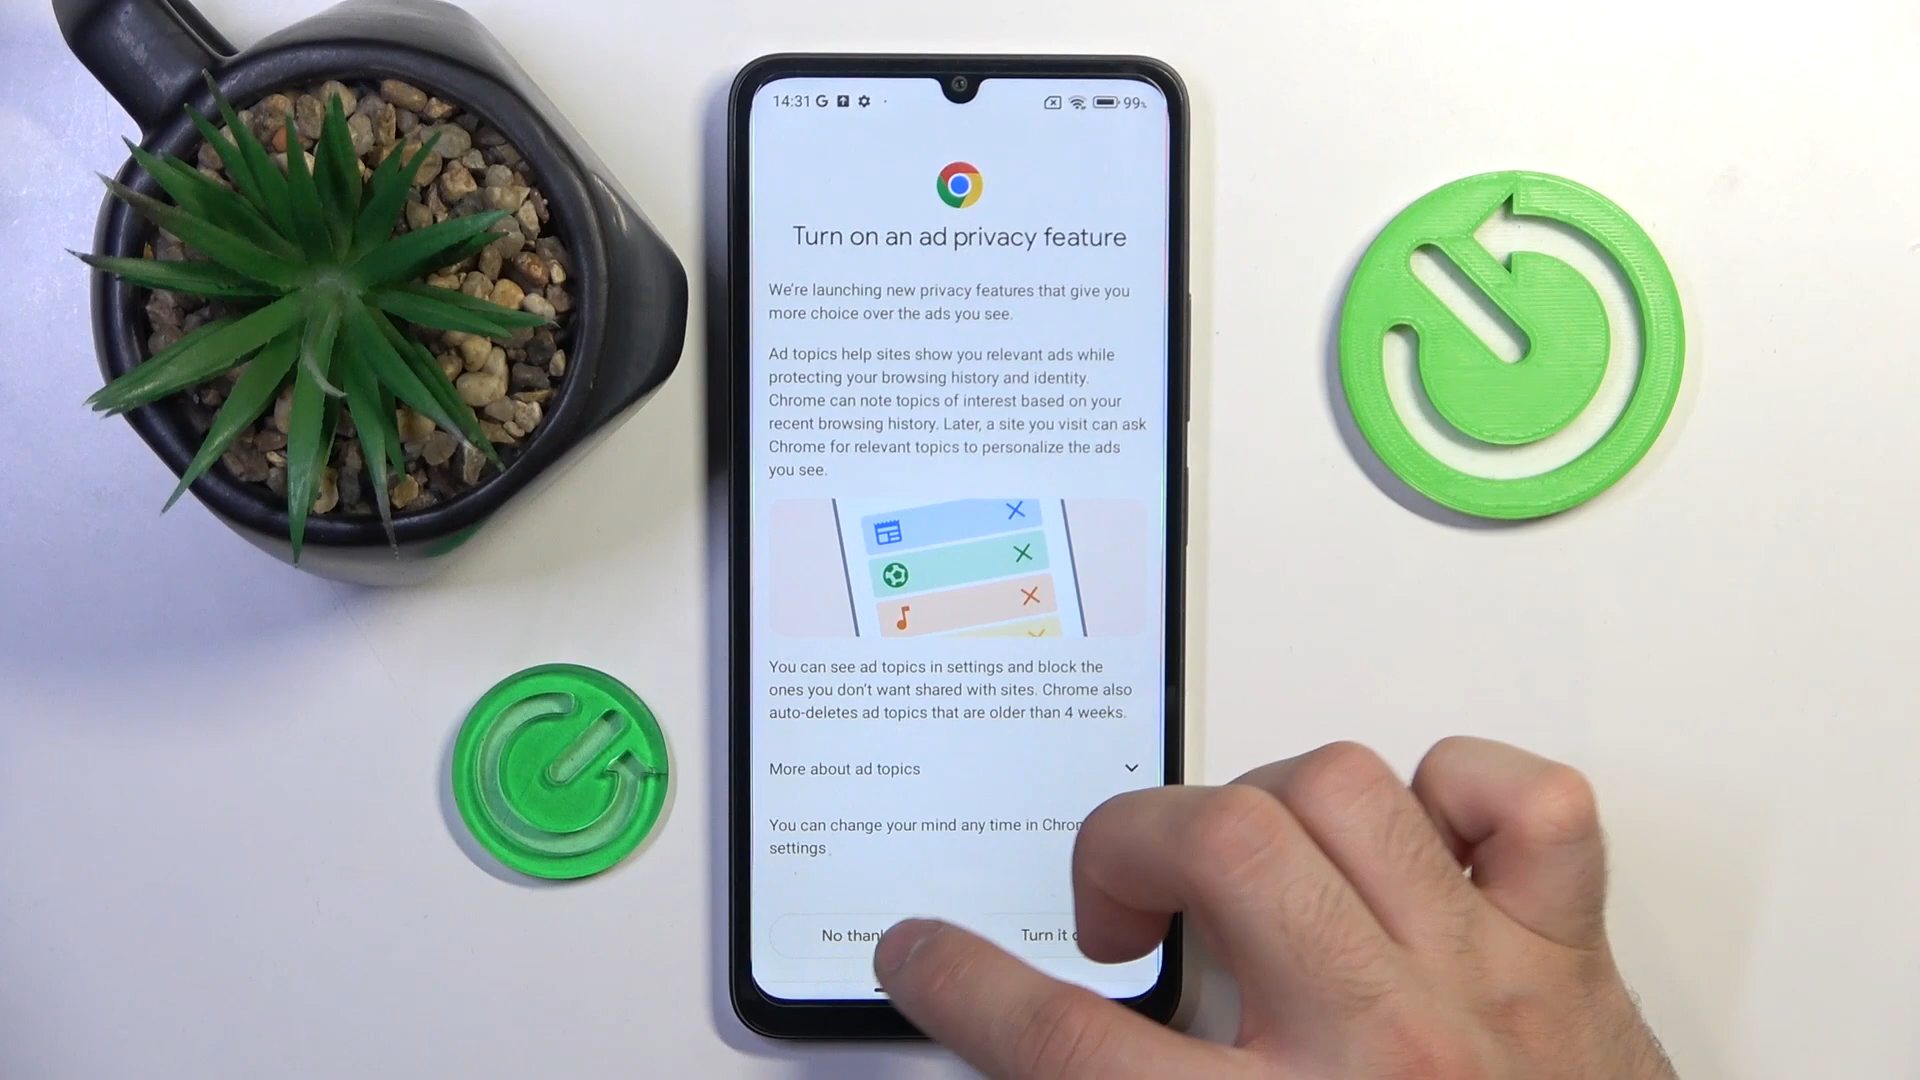 14:31 G
99%
Turn on an ad privacy feature
We're launching new privacy features that give you
more choice over the ads you see.
Ad topics help sites show you relevant ads while
protecting your browsing history and identity.
Chrome can note topics of interest based on your
recent browsing history. Later, a site you visit can ask
Chrome for relevant topics to personalize the ads
you see.
You can see ad topics in settings and block the
ones you don't want shared with sites. Chrome also
auto-deletes ad topics that are older than 4 weeks.
More about ad topics
You can change your mind any time in Chro
settings
No than
Turn it